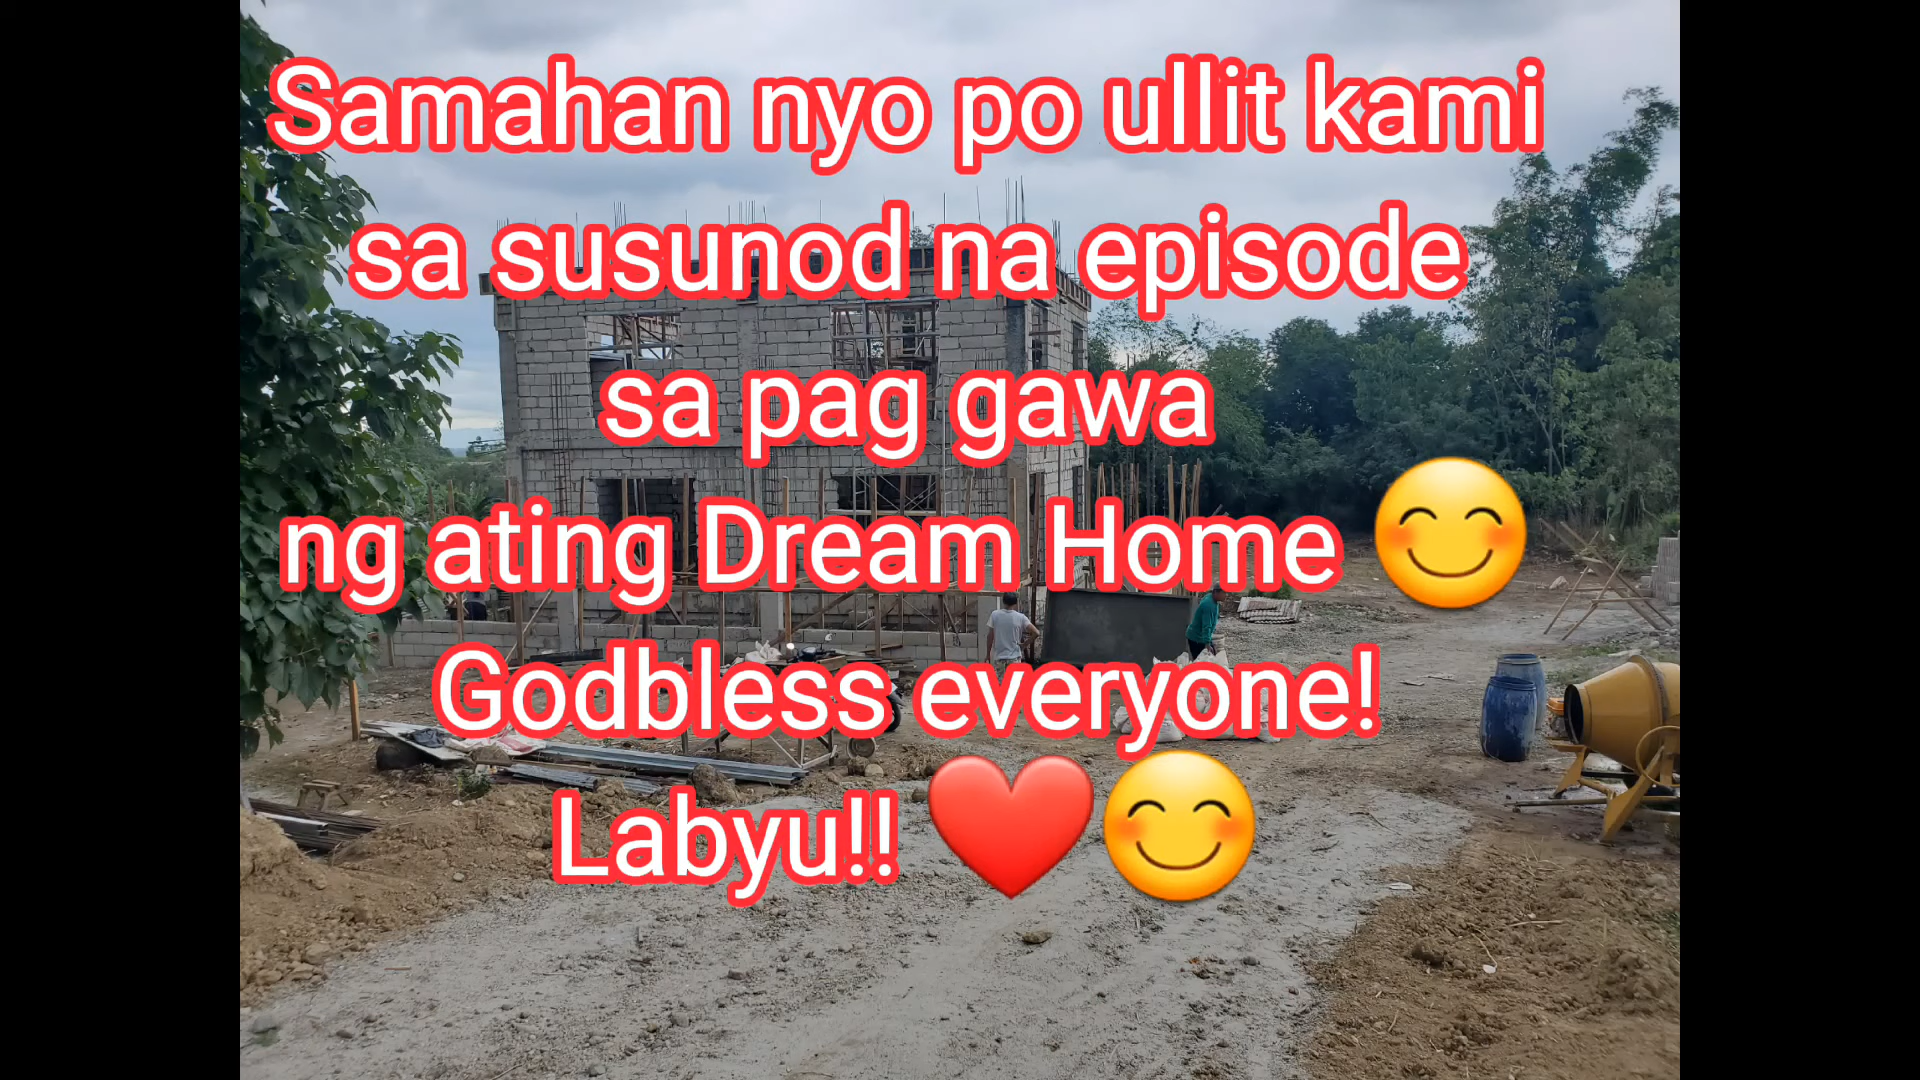 Samahan nyo po ullit kami
sa susunod na episode
sa pag gawa
ng ating Dream Home 😊
Godbless everyone!
Labyu!! ❤️😊